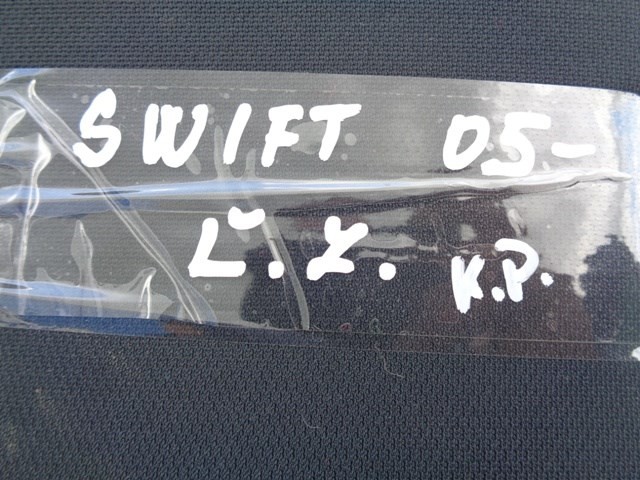 SWIFT 05-
Ľ. Z. K.P.